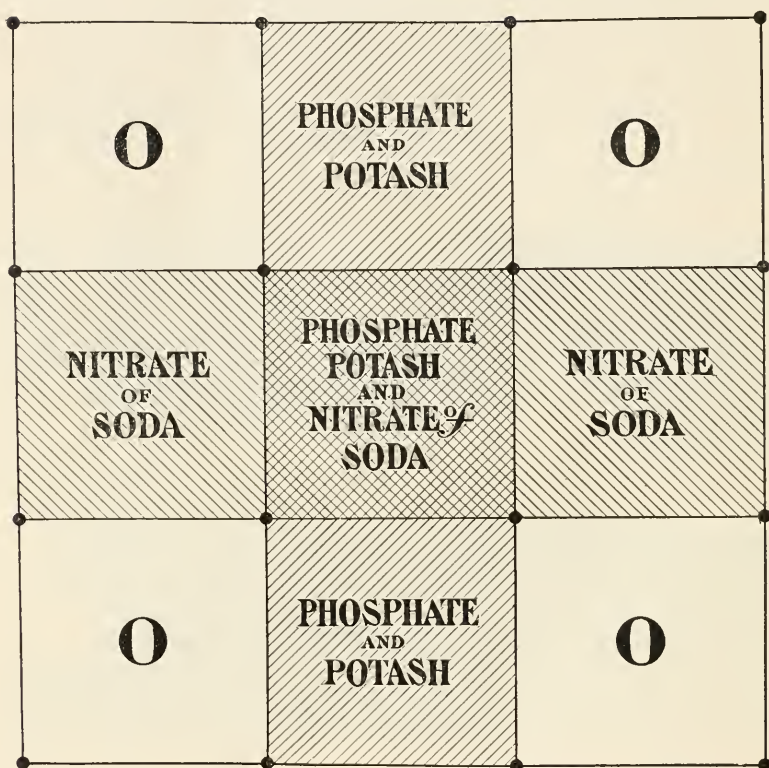 O
PHOSPHATE
AND
POTASH
O
NITRATE
OF
SODA
PHOSPHATE
POTASH
AND
NITRATE of
SODA
NITRATE
OF
SODA
O
PHOSPHATE
AND
POTASH
O